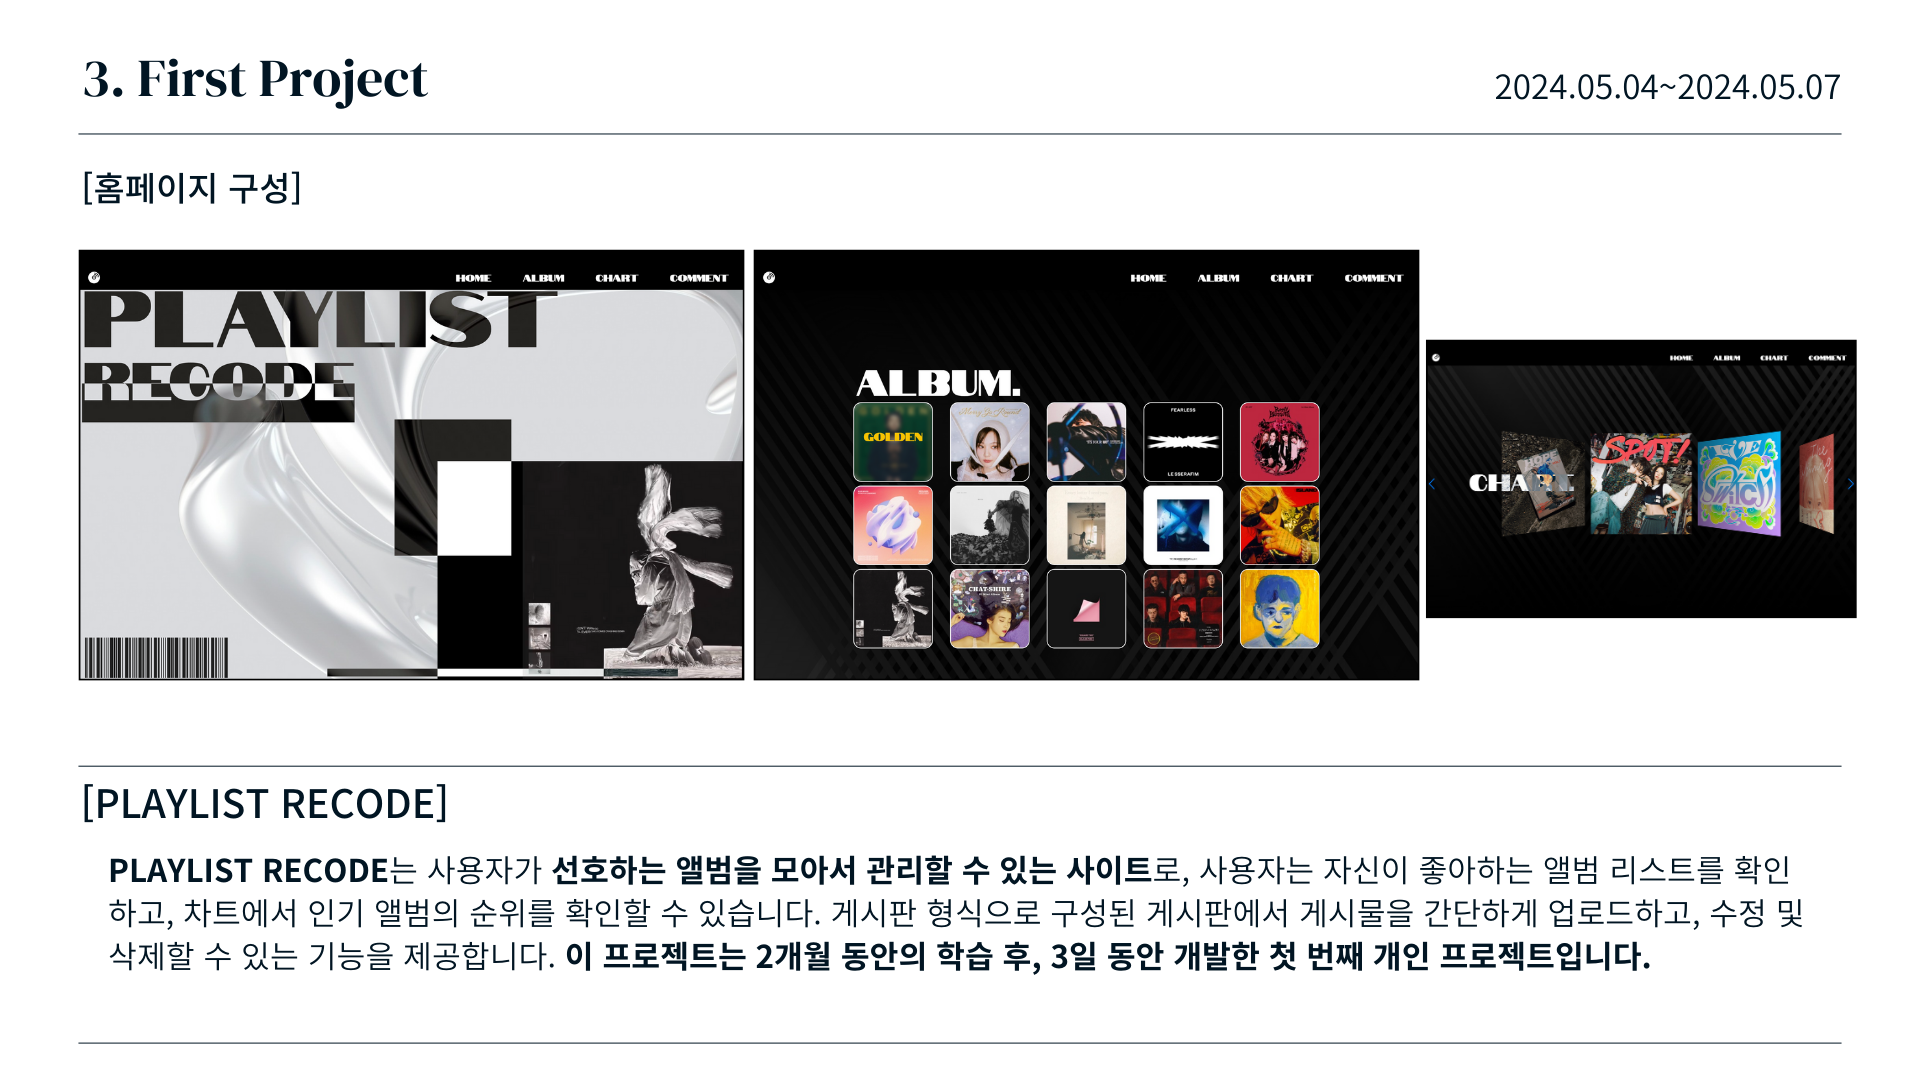 3. First Project
2024.05.04~2024.05.07
[홈페이지 구성]
HOME ALBUM CHART COMMENT
PLAYLIST
RECODE
HOME ALBUM CHART COMMENT
ALBUM.
GOLDEN
FEARLESS
LE SSERAFIM
CHAT-SHIRE
HOME ALBUM CHART COMMENT
SPOT!
[PLAYLIST RECODE]
PLAYLIST RECODE는 사용자가 선호하는 앨범을 모아서 관리할 수 있는 사이트로, 사용자는 자신이 좋아하는 앨범 리스트를 확인
하고, 차트에서 인기 앨범의 순위를 확인할 수 있습니다. 게시판 형식으로 구성된 게시판에서 게시물을 간단하게 업로드하고, 수정 및
삭제할 수 있는 기능을 제공합니다. 이 프로젝트는 2개월 동안의 학습 후, 3일 동안 개발한 첫 번째 개인 프로젝트입니다.